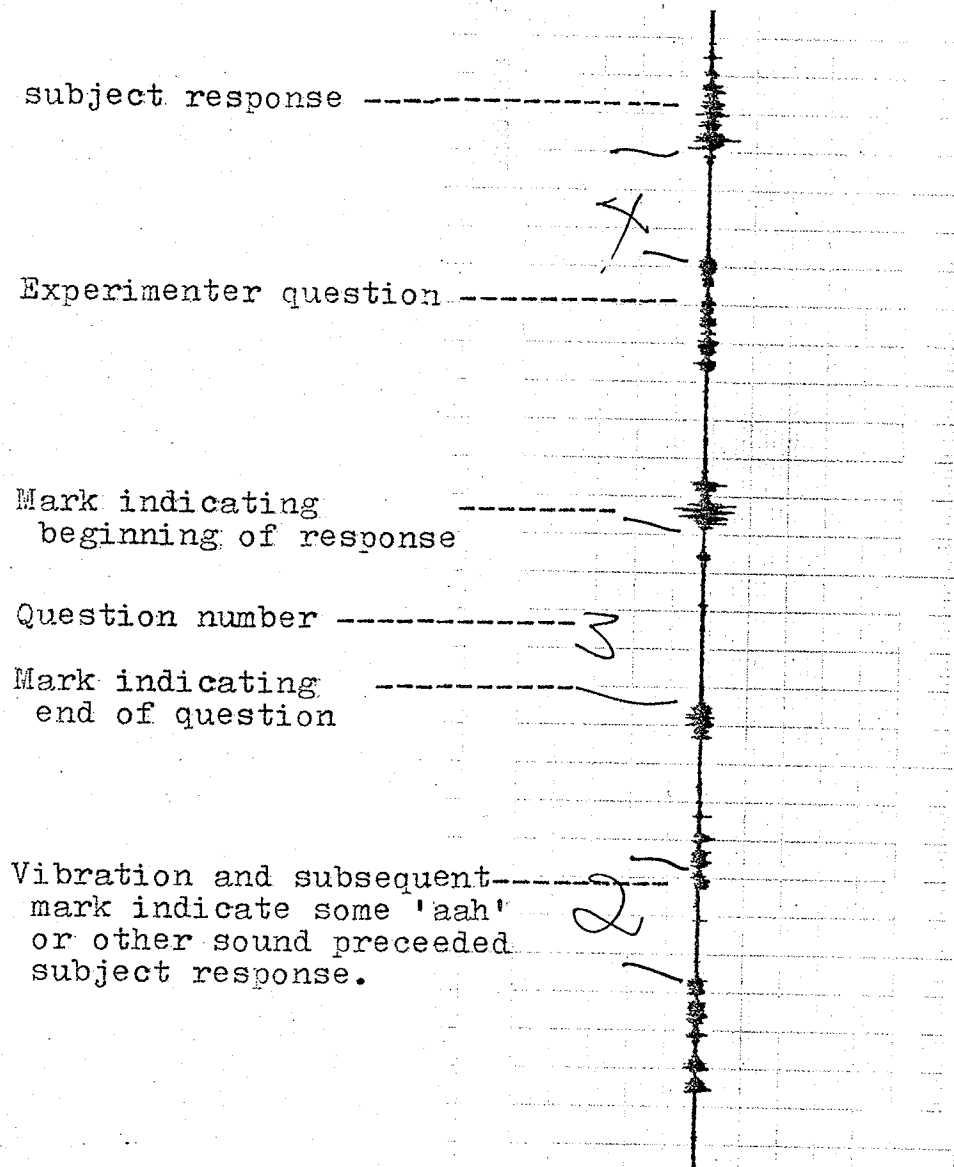 subject response
4
Experimenter question
Mark indicating
beginning of response
Question number
3
Mark indicating
end of question
Vibration and subsequent
2
mark indicate some 'aah'
or other sound preceeded
subject response.